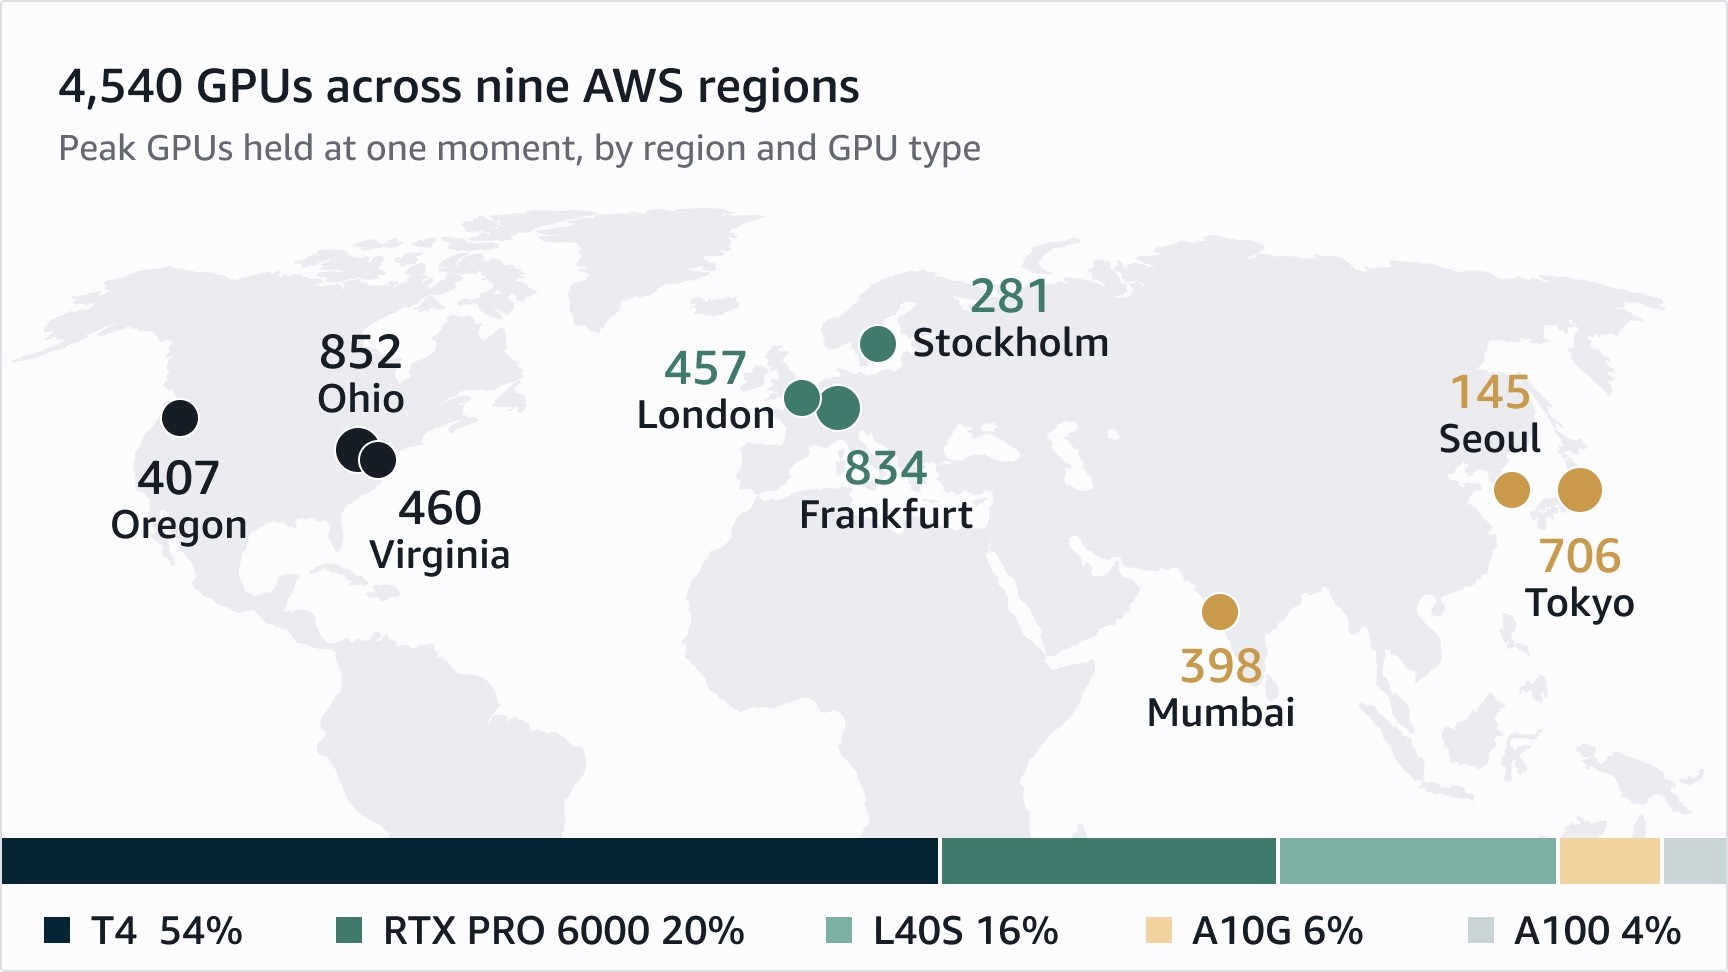 4,540 GPUs across nine AWS regions
Peak GPUs held at one moment, by region and GPU type
281
Stockholm
852
Ohio
457
London
145
Seoul
407
Oregon
834
Frankfurt
460
Virginia
706
Tokyo
398
Mumbai
T4 54%
RTX PRO 6000 20%
L40S 16%
A10G 6%
A100 4%